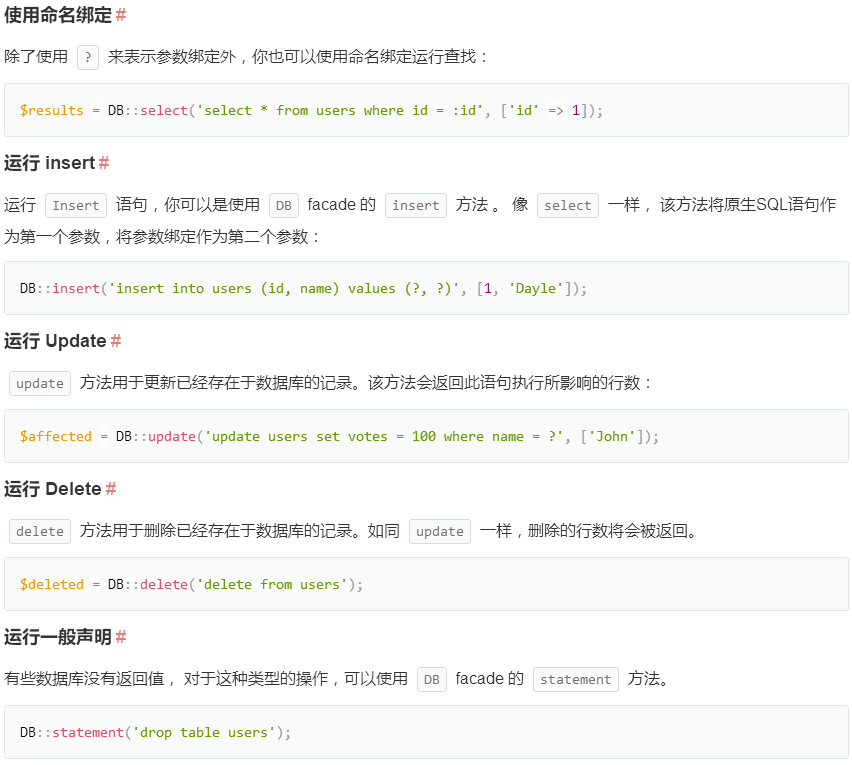 使用命名绑定#
除了使用 ? 来表示参数绑定外，你也可以使用命名绑定运行查找：
$results = DB::select('select * from users where id = :id', ['id' => 1]);
运行 insert#
运行 Insert 语句，你可以是使用 DB facade 的 insert 方法 。 像 select 一样， 该方法将原生SQL语句作
为第一个参数，将参数绑定作为第二个参数：
DB::insert('insert into users (id, name) values (?, ?)', [1, 'Dayle']);
运行 Update#
update 方法用于更新已经存在于数据库的记录。该方法会返回此语句执行所影响的行数：
$affected = DB::update('update users set votes = 100 where name = ?', ['John']);
运行 Delete#
delete 方法用于删除已经存在于数据库的记录。如同 update 一样，删除的行数将会被返回。
$deleted = DB::delete('delete from users');
运行一般声明#
有些数据库没有返回值， 对于这种类型的操作，可以使用 DB facade 的 statement 方法。
DB::statement('drop table users');